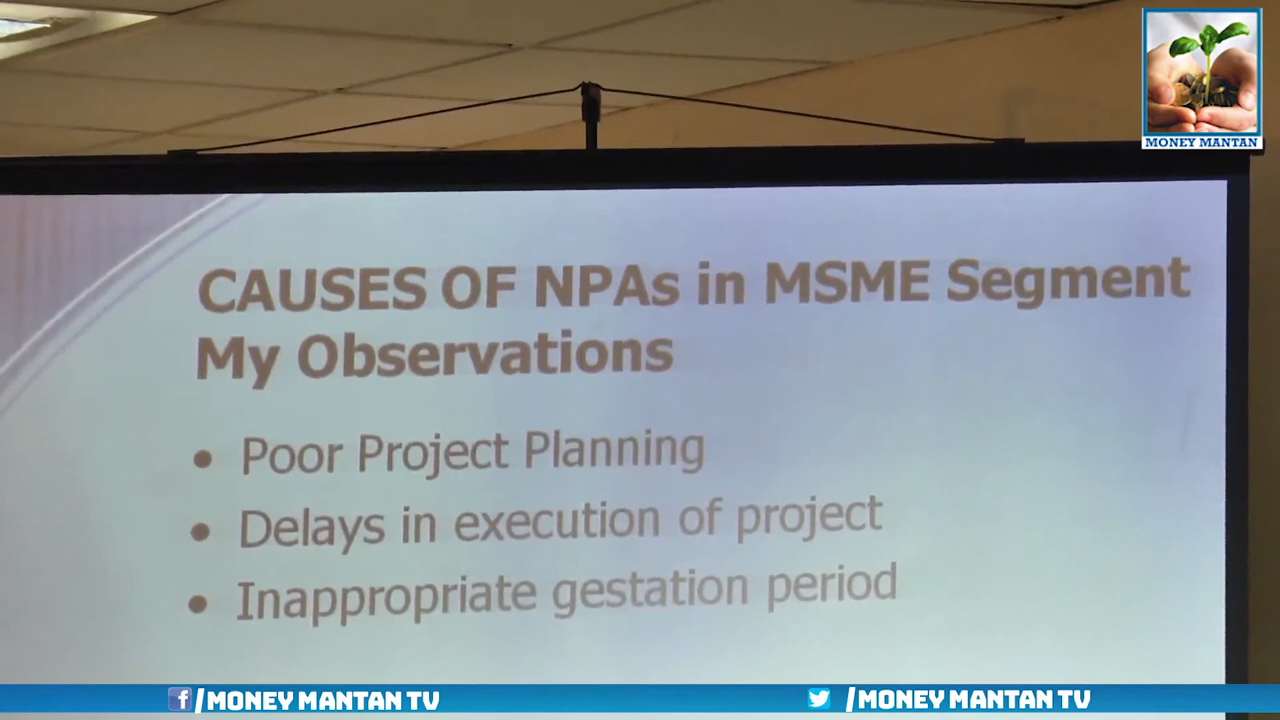 MONEY MANTAN
CAUSES OF NPAs in MSME Segment
My Observations
• Poor Project Planning
• Delays in execution of project
• Inappropriate gestation period
f/MONEY MANTAN TV
/MONEY MANTAN TV